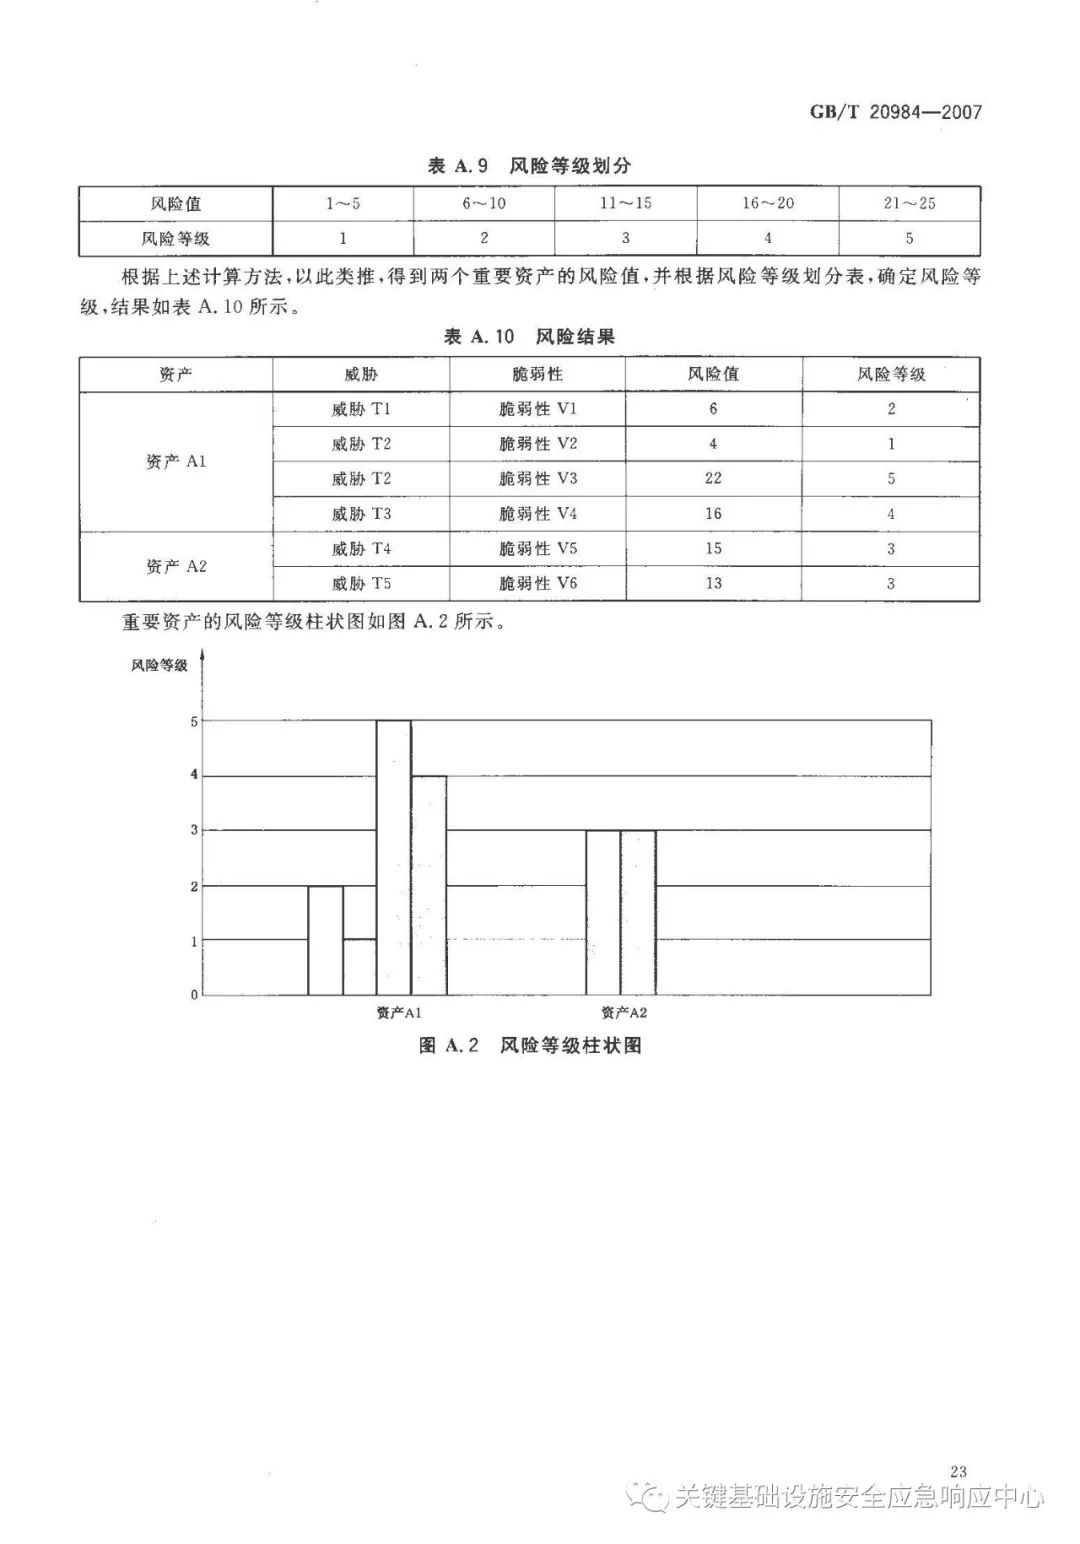 GB/T 20984—2007
表 A.9 风险等级划分
风险值 1～5 6～10 11～15 16～20 21～25
风险等级 1 2 3 4 5
根据上述计算方法,以此类推,得到两个重要资产的风险值,并根据风险等级划分表,确定风险等
级,结果如表 A.10 所示。
表 A.10 风险结果
资产 威胁 脆弱性 风险值 风险等级
资产 A1
威胁 T1 脆弱性 V1 6 2
威胁 T2 脆弱性 V2 4 1
威胁 T2 脆弱性 V3 22 5
威胁 T3 脆弱性 V4 16 4
资产 A2
威胁 T4 脆弱性 V5 15 3
威胁 T5 脆弱性 V6 13 3
重要资产的风险等级柱状图如图 A.2 所示。
风险等级
5
4
3
2
1
0
资产A1 资产A2
图 A.2 风险等级柱状图
23
关键基础设施安全应急响应中心